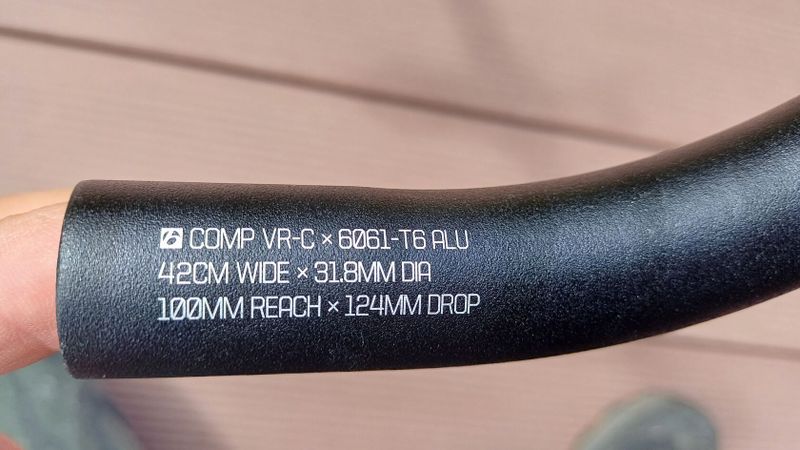 COMP VR-C × 6061-T6 ALU
42CM WIDE × 31.8MM DIA
100MM REACH × 124MM DROP